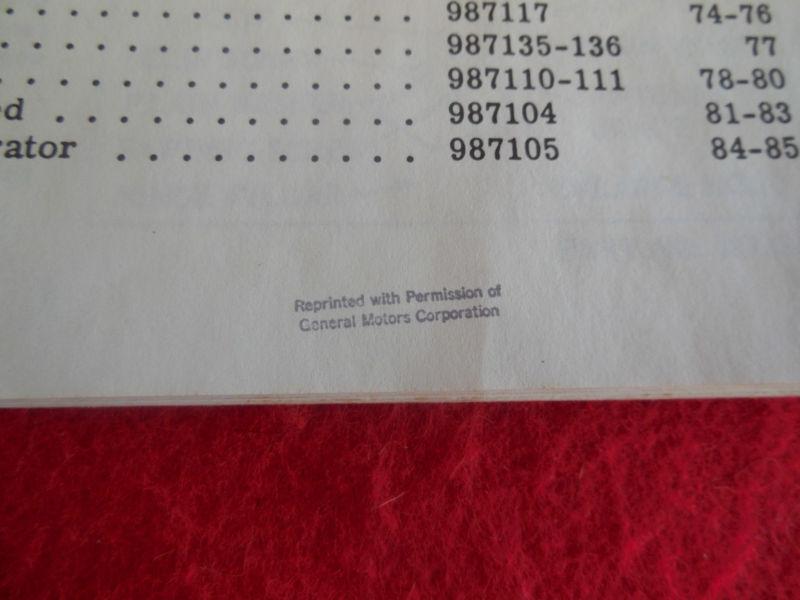 . . . . . . . . . . . . . 987117 74-76
. . . . . . . . . . . . . 987135-136 77
. . . . . . . . . . . . . 987110-111 78-80
ed . . . . . . . . . . . 987104 81-83
rator . . . . . . . . . . 987105 84-85
Reprinted with Permission of
General Motors Corporation